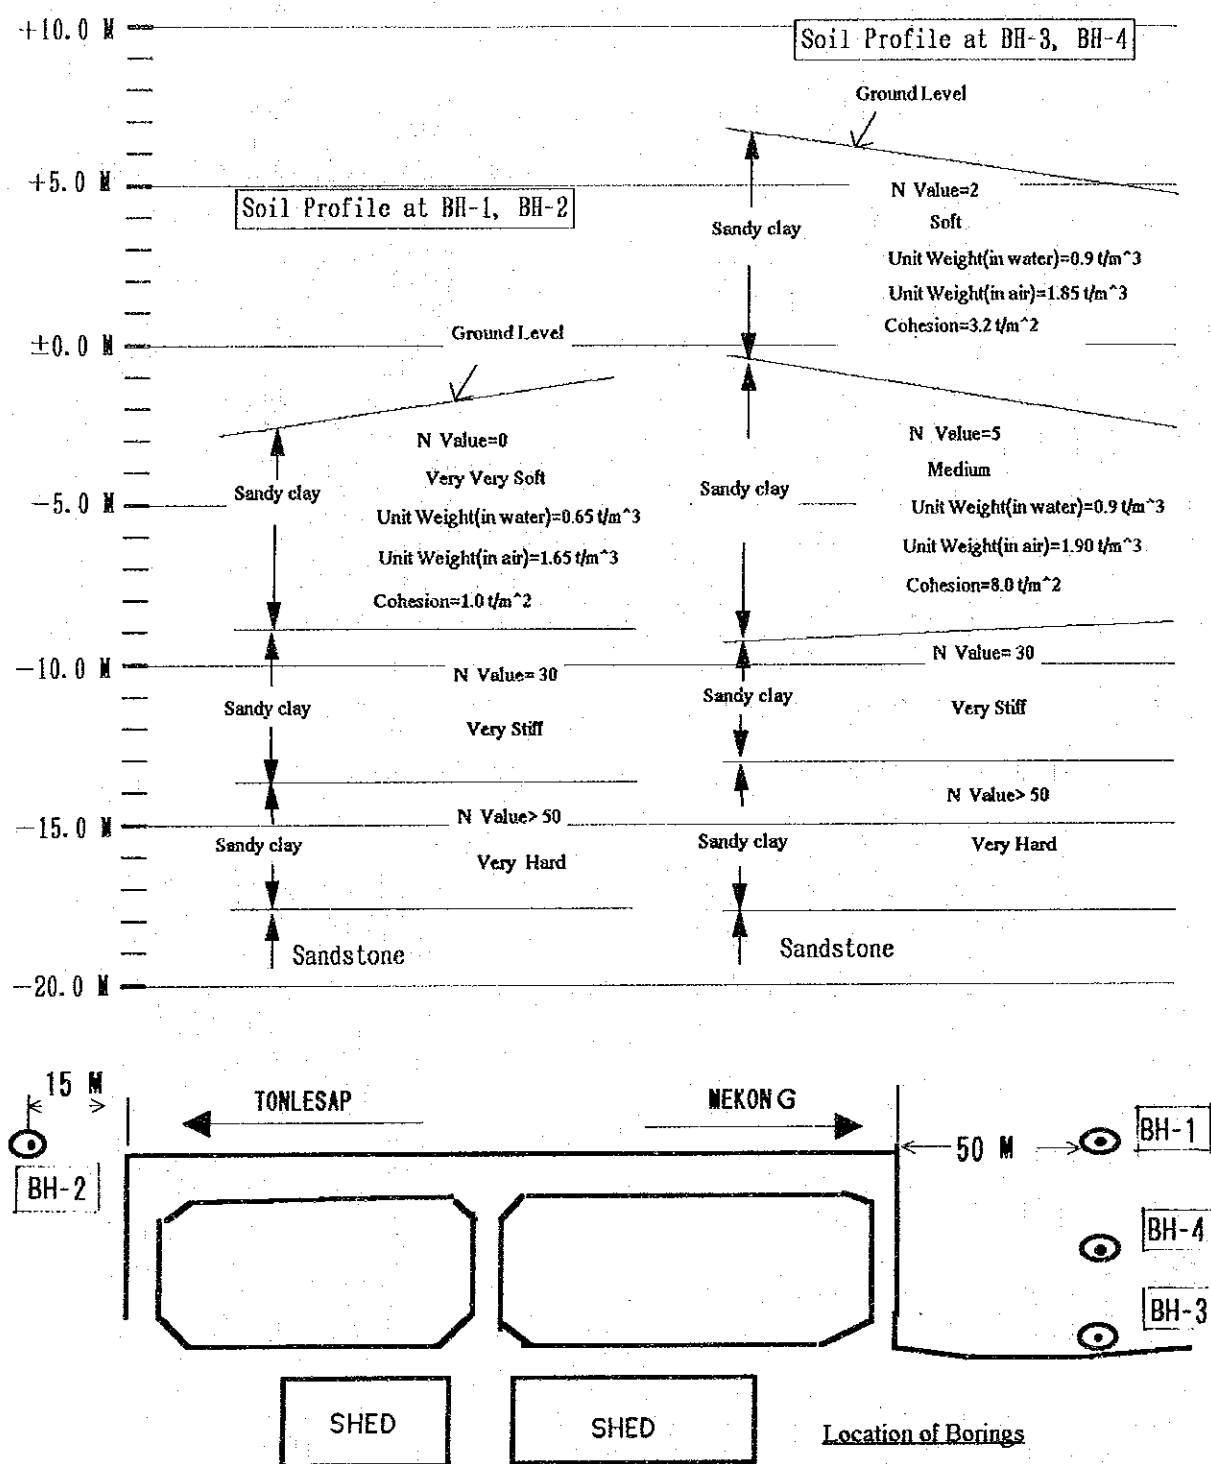 +10.0 M
Soil Profile at BH-3, BH-4
Ground Level
+5.0 M
N Value=2
Soil Profile at BH-1, BH-2
Soft
Sandy clay
Unit Weight(in water)=0.9 t/m^3
Unit Weight(in air)=1.85 t/m^3
Cohesion=3.2 t/m^2
Ground Level
±0.0 M
N Value=0
N Value=5
Very Very Soft
Medium
Sandy clay
Sandy clay
-5.0 M
Unit Weight(in water)=0.65 t/m^3
Unit Weight(in water)=0.9 t/m^3
Unit Weight(in air)=1.65 t/m^3
Unit Weight(in air)=1.90 t/m^3
Cohesion=1.0 t/m^2
Cohesion=8.0 t/m^2
-10.0 M
N Value= 30
N Value= 30
Sandy clay
Sandy clay
Very Stiff
Very Stiff
N Value> 50
N Value> 50
-15.0 M
Sandy clay
Sandy clay
Very Hard
Very Hard
Sandstone
Sandstone
-20.0 M
15 M
TONLESAP
MEKONG
BH-1
50 M
BH-2
BH-4
BH-3
SHED
SHED
Location of Borings